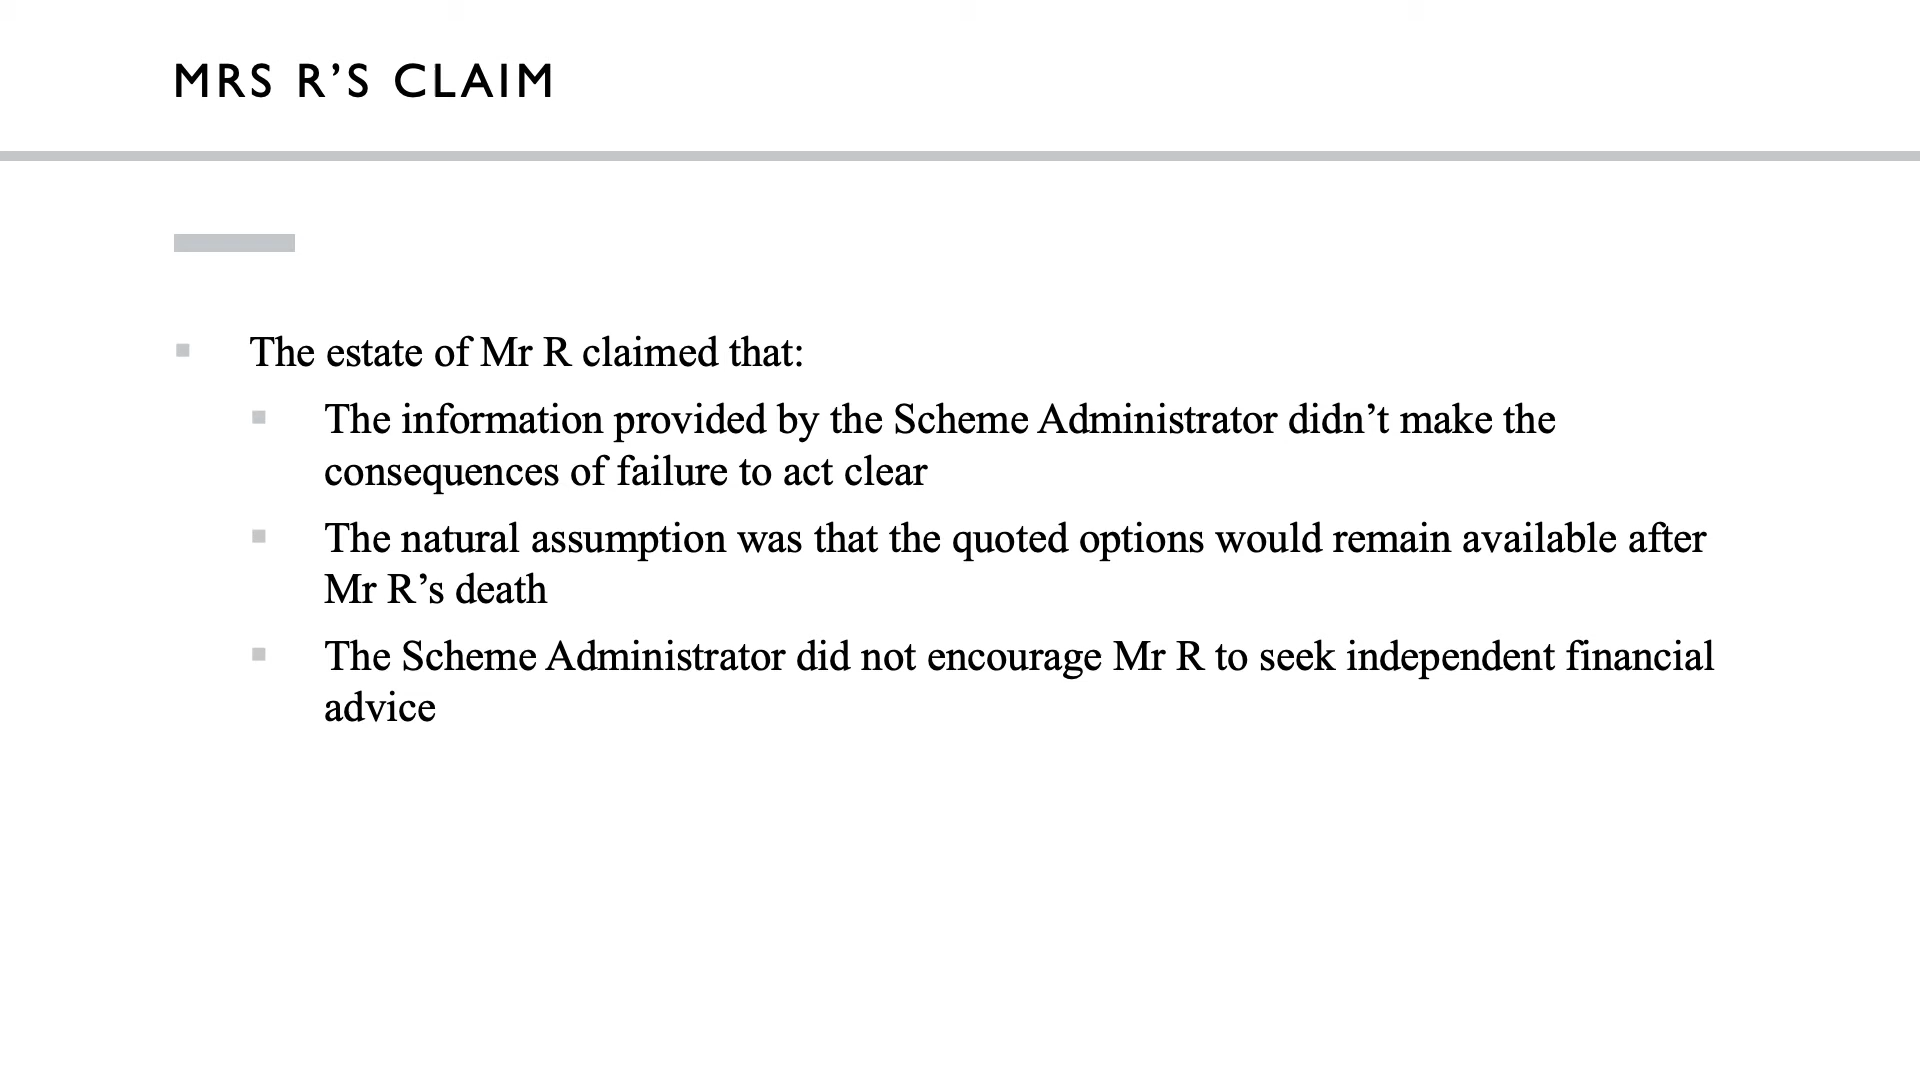 MRS R’S CLAIM
The estate of Mr R claimed that:
The information provided by the Scheme Administrator didn’t make the
consequences of failure to act clear
The natural assumption was that the quoted options would remain available after
Mr R’s death
The Scheme Administrator did not encourage Mr R to seek independent financial
advice